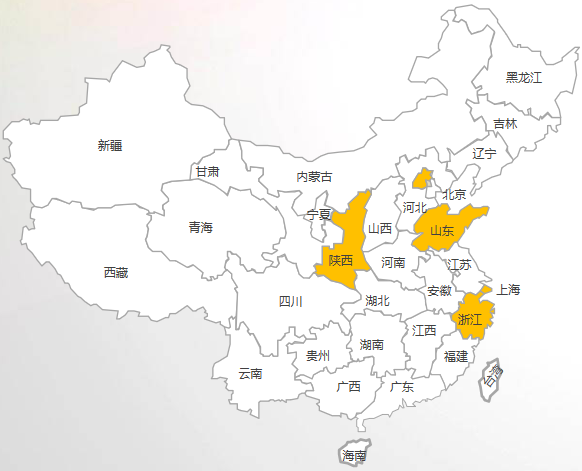 黑龙江
吉林
辽宁
新疆
甘肃
内蒙古
北京
河北
宁夏
青海
山西
山东
陕西
河南
江苏
西藏
安徽
上海
四川
湖北
浙江
江西
湖南
贵州
福建
云南
广西
广东
台湾
海南